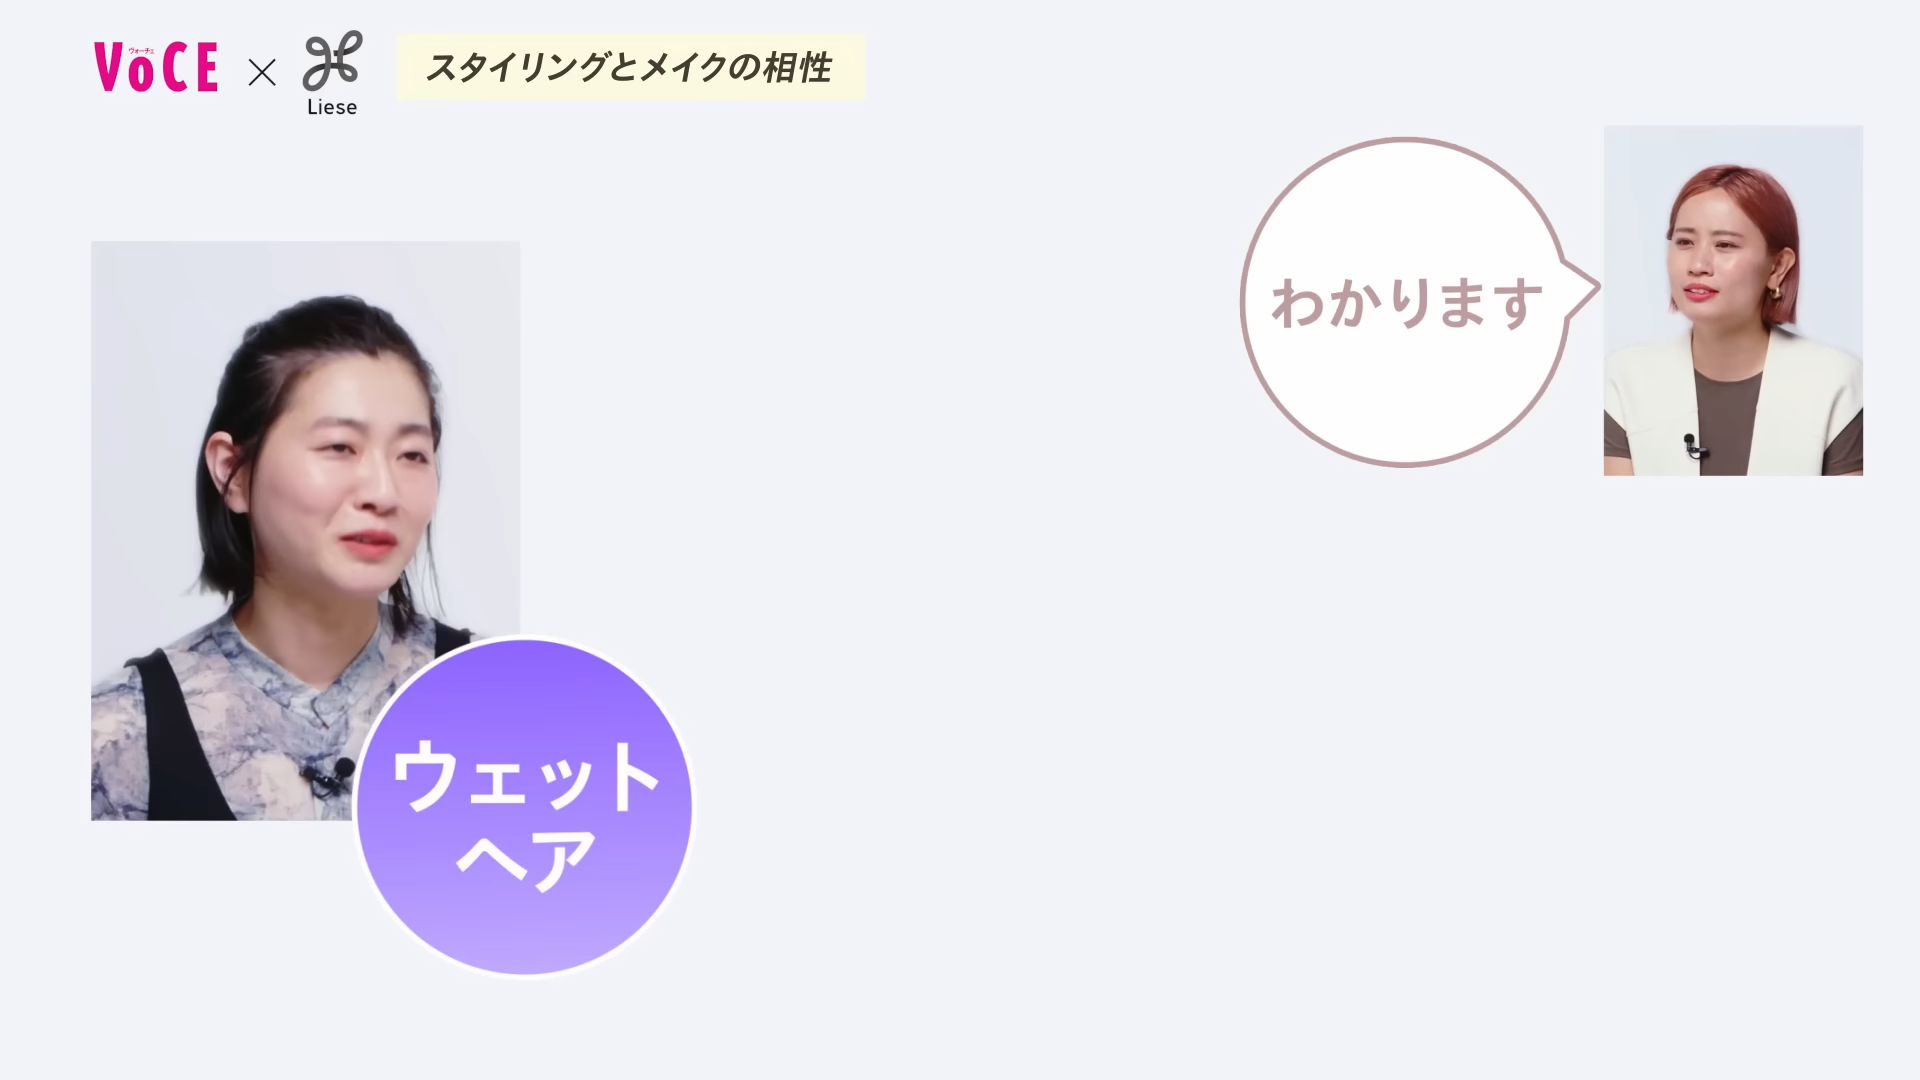 VoCE
ヴォーチェ
×
Liese
スタイリングとメイクの相性
わかります
ウェット
ヘア